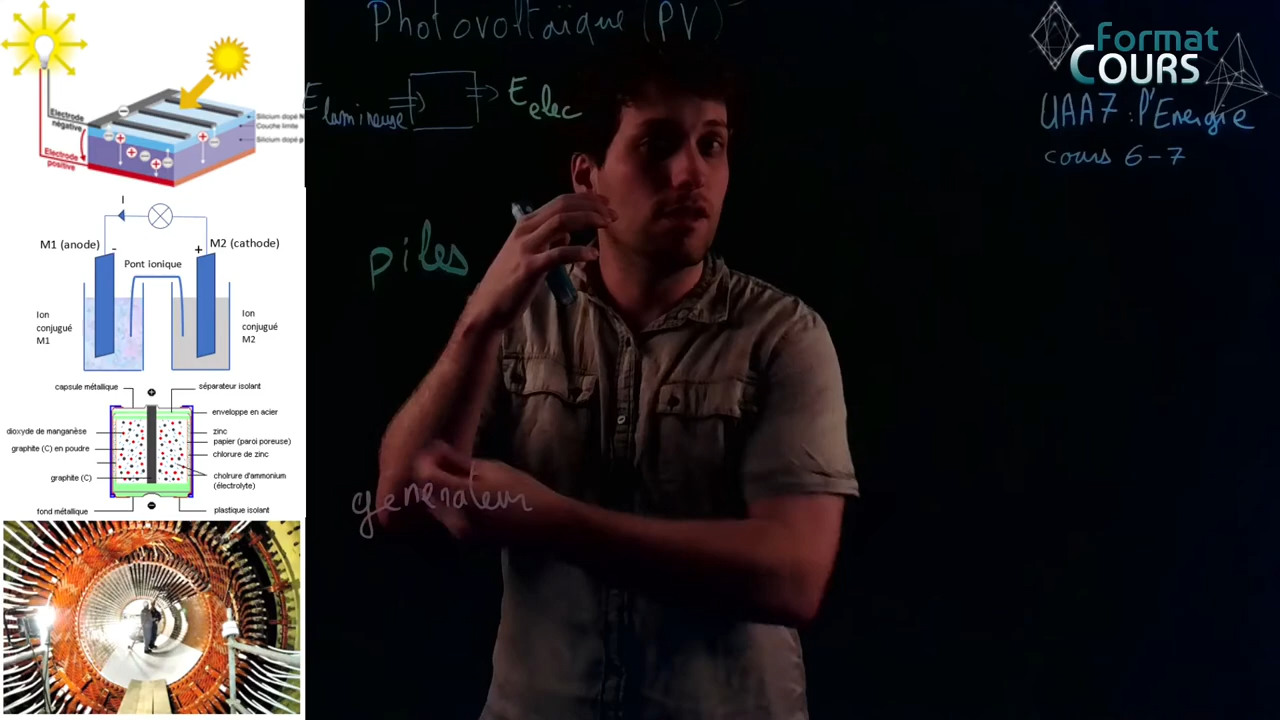 Photovoltaïque (PV)
Elumineuse => => Eelec
piles
générateur
Format
COURS
UAA7 : l'Energie
cours 6-7
Electrode
négative
Electrode
positive
Silicium dopé N
Couche limite
Silicium dopé p
I
M1 (anode)
-
+
M2 (cathode)
Pont ionique
Ion
conjugué
M1
Ion
conjugué
M2
capsule métallique
séparateur isolant
enveloppe en acier
dioxyde de manganèse
zinc
papier (paroi poreuse)
graphite (C) en poudre
chlorure de zinc
graphite (C)
cholrure d'ammonium
(électrolyte)
fond métallique
plastique isolant